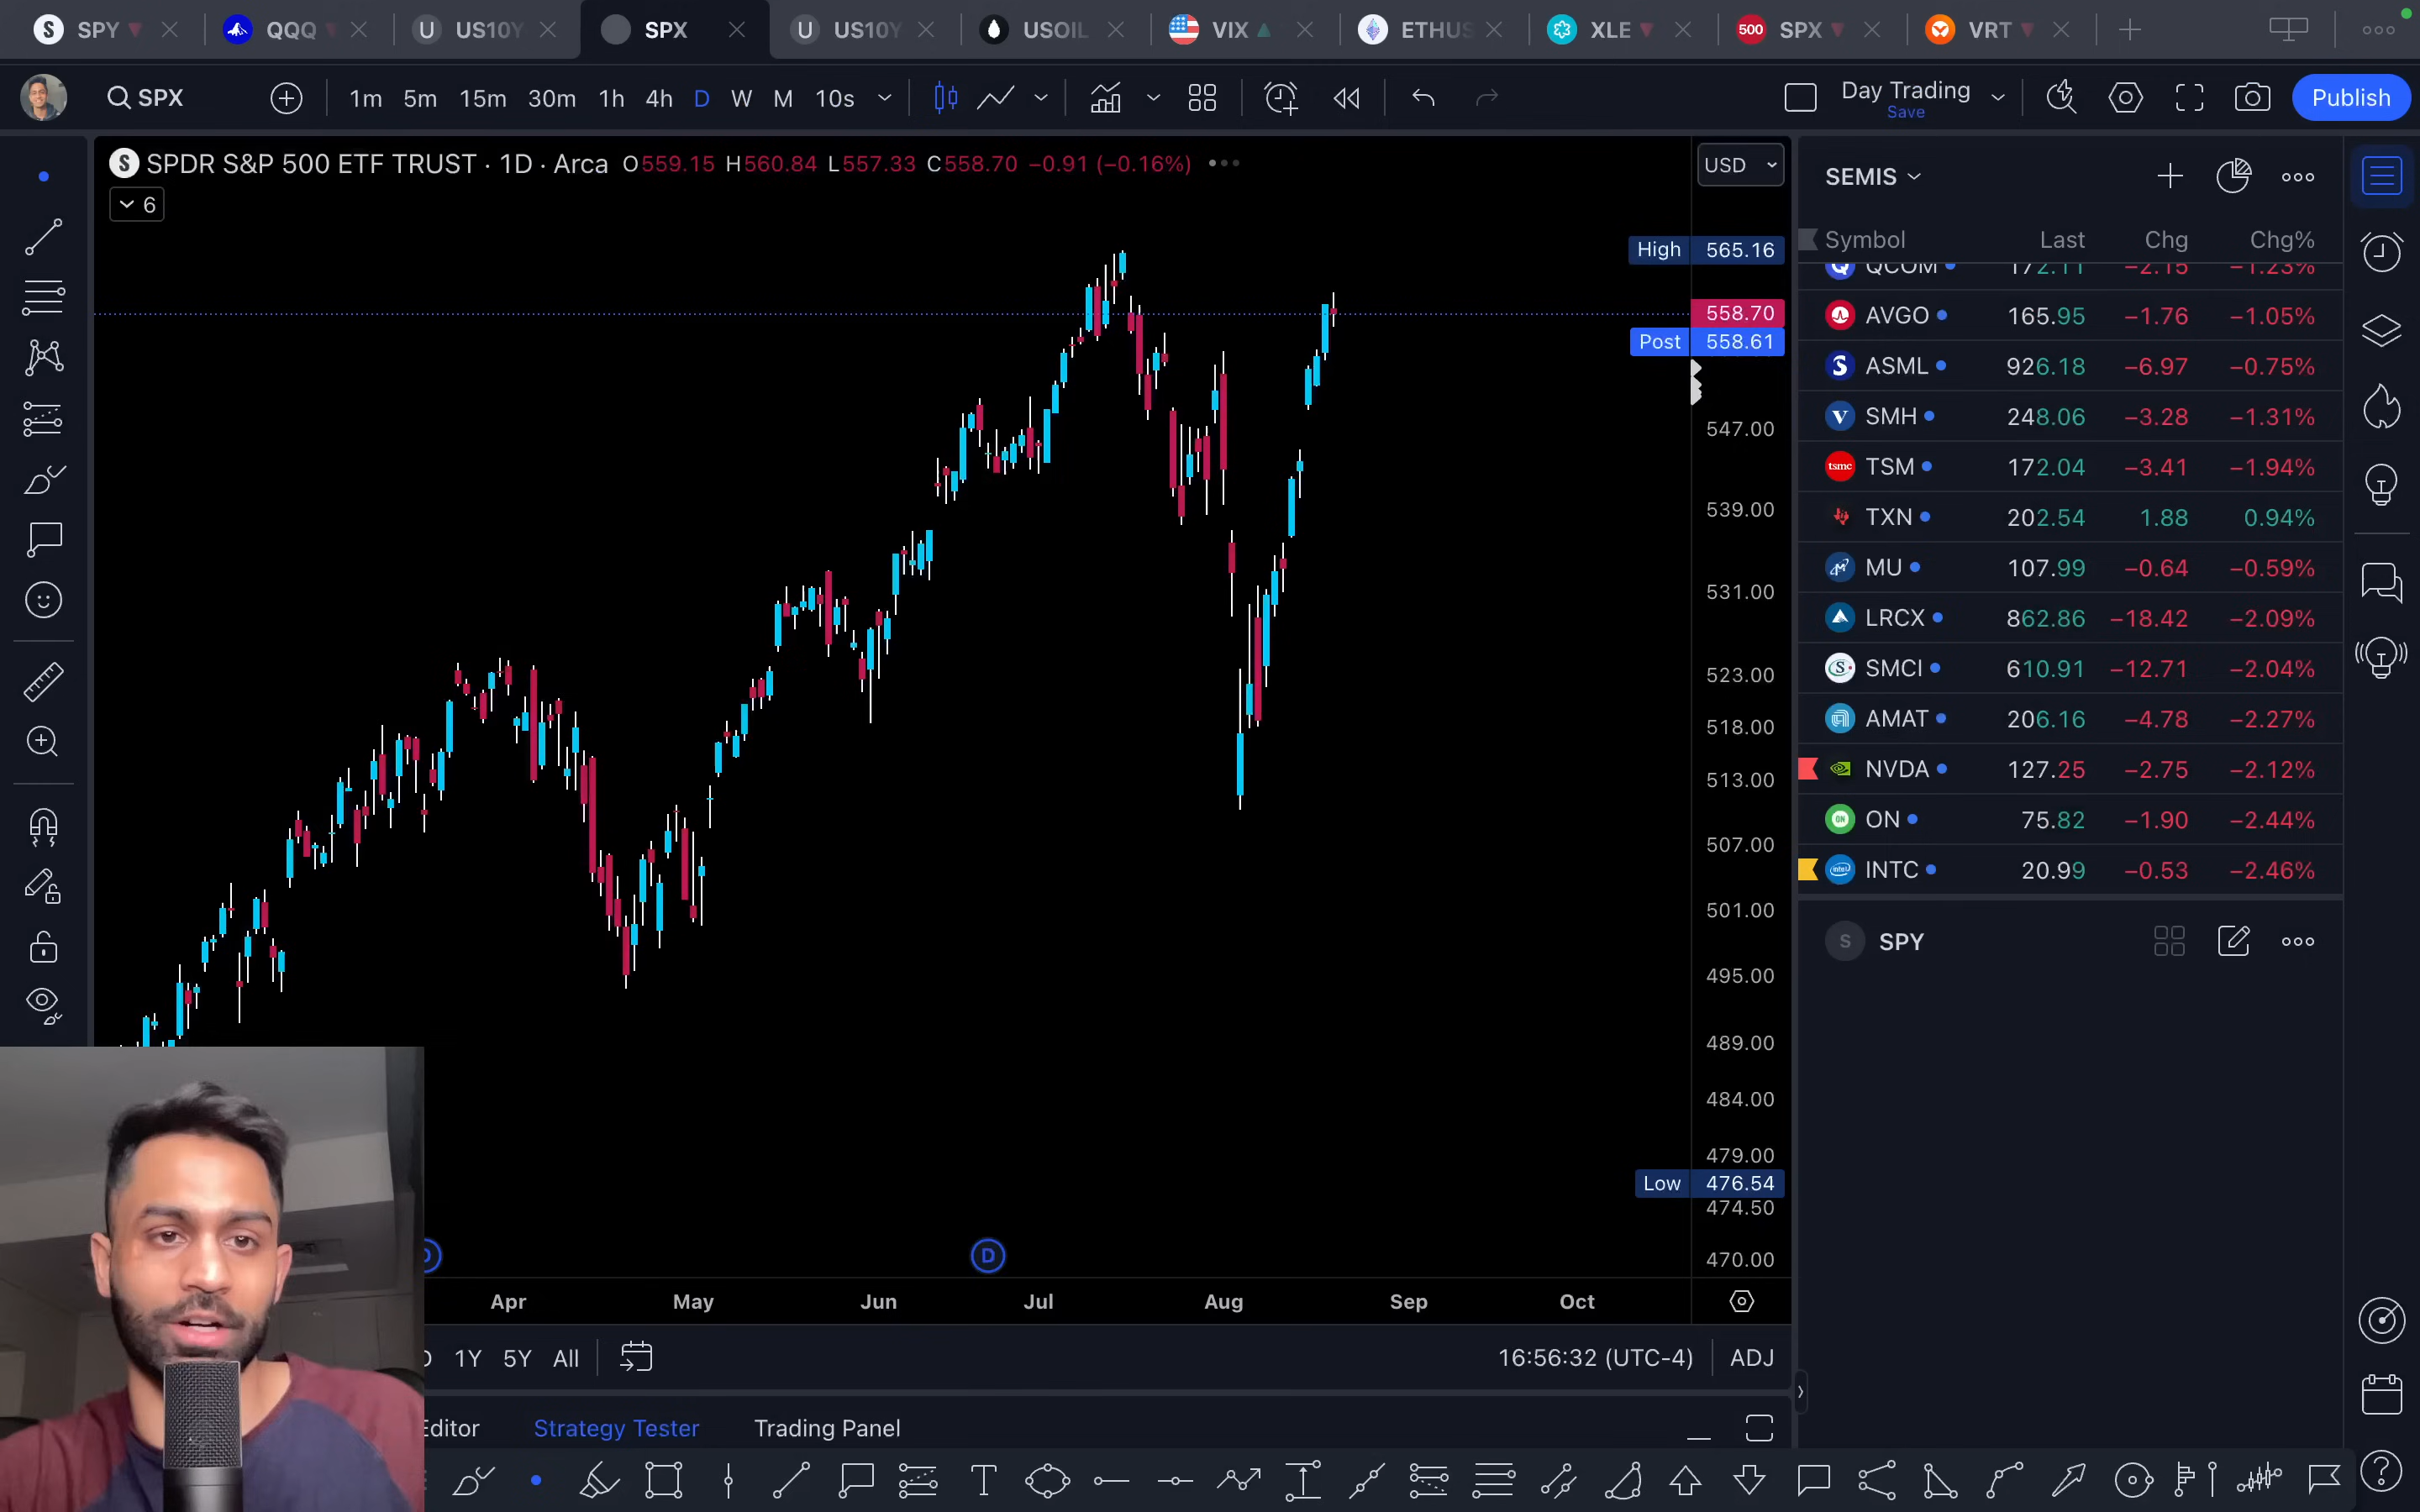 SPY QQQ US10Y SPX US10Y USOIL VIX ETHUS XLE 500 SPX VRT
SPX 1m 5m 15m 30m 1h 4h D W M 10s Day Trading Save Publish
SPDR S&P 500 ETF TRUST · 1D · Arca O559.15 H560.84 L557.33 C558.70 −0.91 (−0.16%) USD
6
High 565.16
558.70
Post 558.61
547.00
539.00
531.00
523.00
518.00
513.00
507.00
501.00
495.00
489.00
484.00
479.00
Low 476.54
474.50
470.00
D
Apr May Jun Jul Aug Sep Oct
1Y 5Y All 16:56:32 (UTC-4) ADJ
Editor Strategy Tester Trading Panel
SEMIS
Symbol Last Chg Chg%
QCOM 172.11 −2.15 −1.23%
AVGO 165.95 −1.76 −1.05%
ASML 926.18 −6.97 −0.75%
SMH 248.06 −3.28 −1.31%
tsmc TSM 172.04 −3.41 −1.94%
TXN 202.54 1.88 0.94%
MU 107.99 −0.64 −0.59%
LRCX 862.86 −18.42 −2.09%
SMCI 610.91 −12.71 −2.04%
AMAT 206.16 −4.78 −2.27%
NVDA 127.25 −2.75 −2.12%
ON ON 75.82 −1.90 −2.44%
intel INTC 20.99 −0.53 −2.46%
S SPY